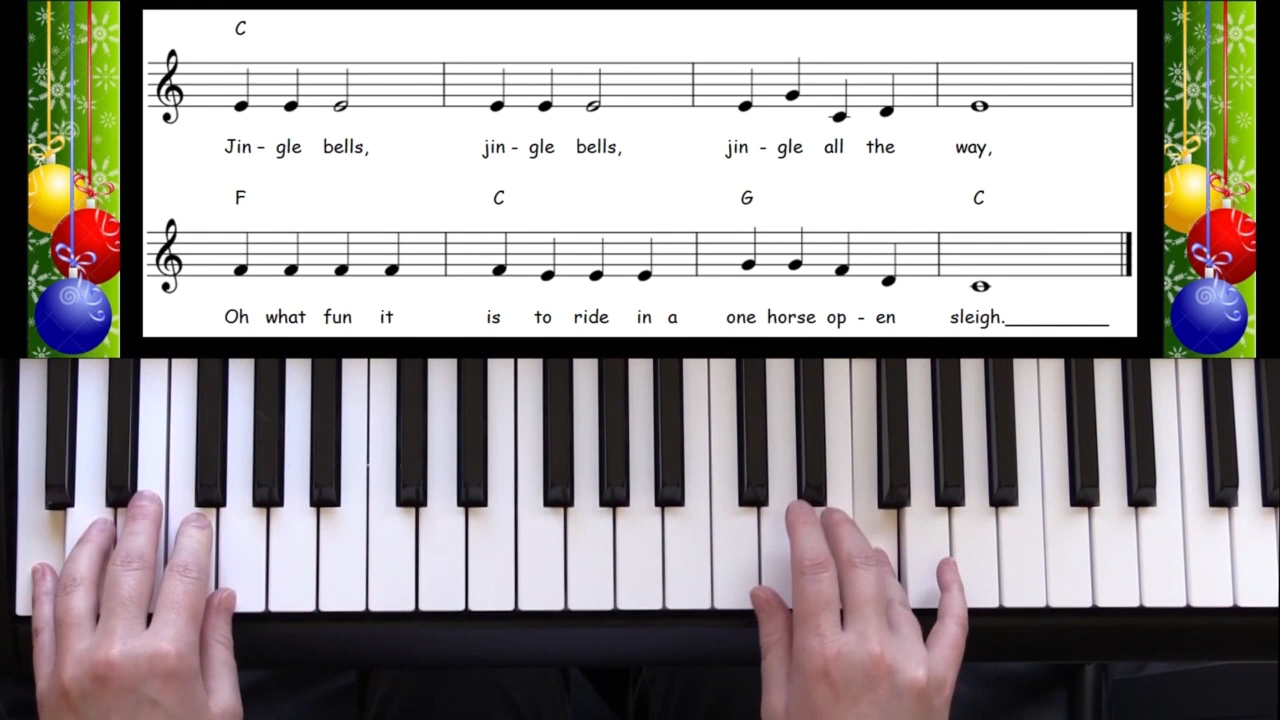 C
Jin - gle bells, jin - gle bells, jin - gle all the way,
F C G C
Oh what fun it is to ride in a one horse op - en sleigh.__________